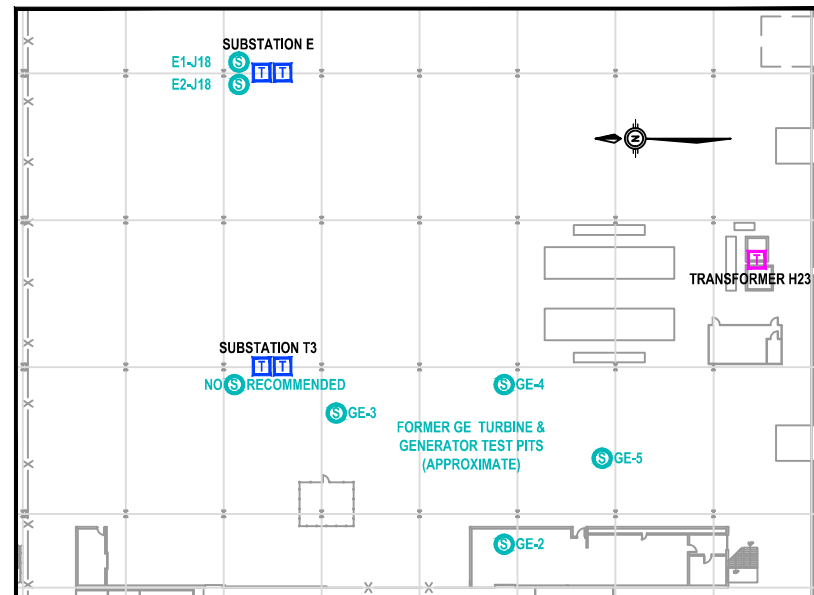 SUBSTATION E
E1-J18 S
T T
E2-J18 S
N
T
TRANSFORMER H23
SUBSTATION T3
T T
NO S RECOMMENDED
S GE-4
S GE-3
FORMER GE TURBINE &
GENERATOR TEST PITS
(APPROXIMATE)
S GE-5
S GE-2